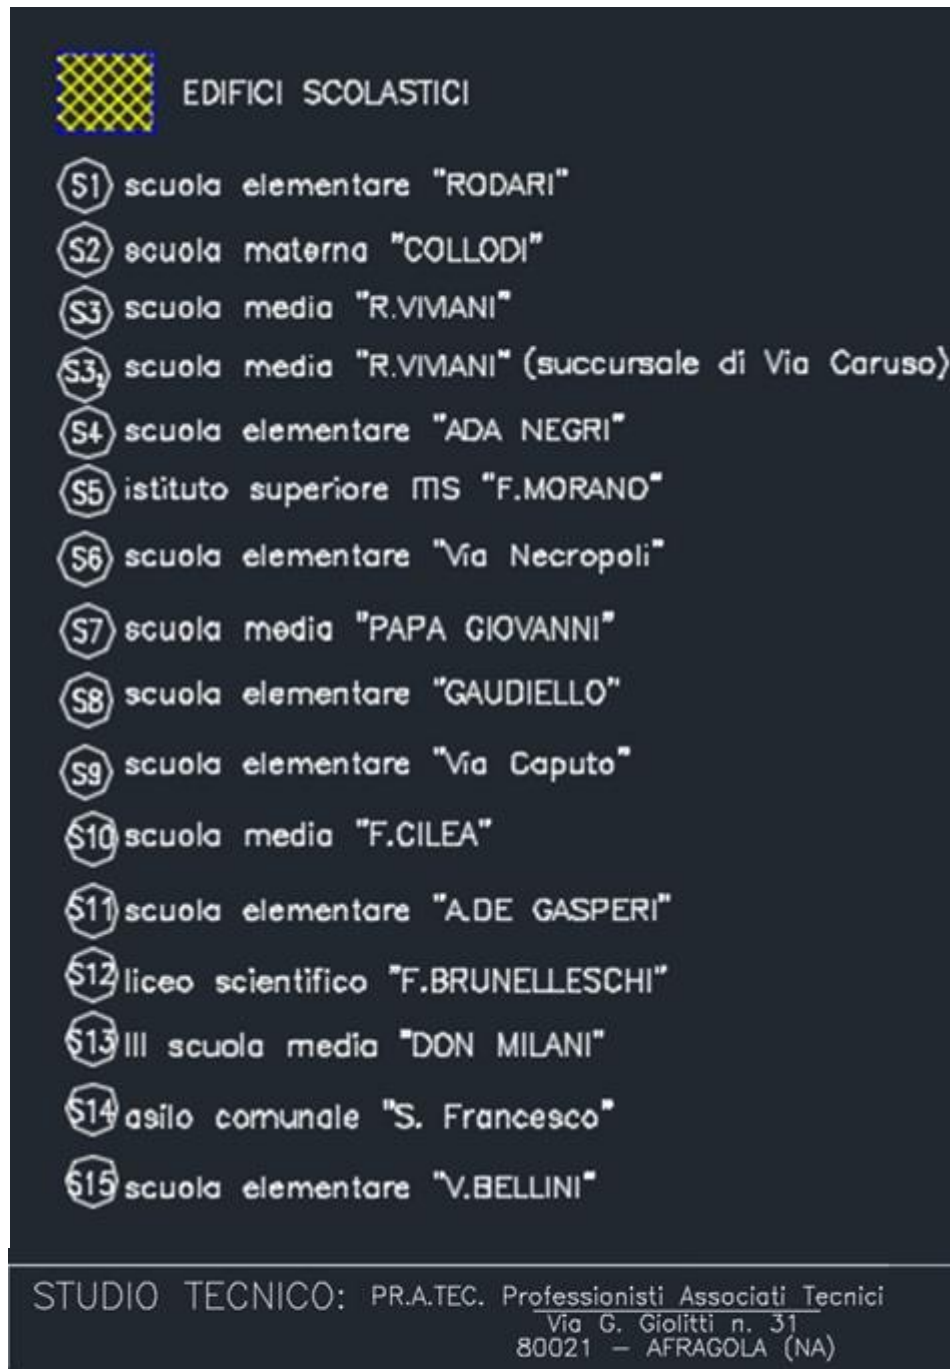 EDIFICI SCOLASTICI
S1 scuola elementare "RODARI"
S2 scuola materna "COLLODI"
S3 scuola media "R.VIVIANI"
S3 scuola media "R.VIVIANI" (succursale di Via Caruso)
S4 scuola elementare "ADA NEGRI"
S5 istituto superiore ITIS "F.MORANO"
S6 scuola elementare "Via Necropoli"
S7 scuola media "PAPA GIOVANNI"
S8 scuola elementare "GAUDIELLO"
S9 scuola elementare "Via Caputo"
S10 scuola media "F.CILEA"
S11 scuola elementare "A.DE GASPERI"
S12 liceo scientifico "F.BRUNELLESCHI"
S13 III scuola media "DON MILANI"
S14 asilo comunale "S. Francesco"
S15 scuola elementare "V.BELLINI"
STUDIO TECNICO: PR.A.TEC. Professionisti Associati Tecnici
Via G. Giolitti n. 31
80021 – AFRAGOLA (NA)